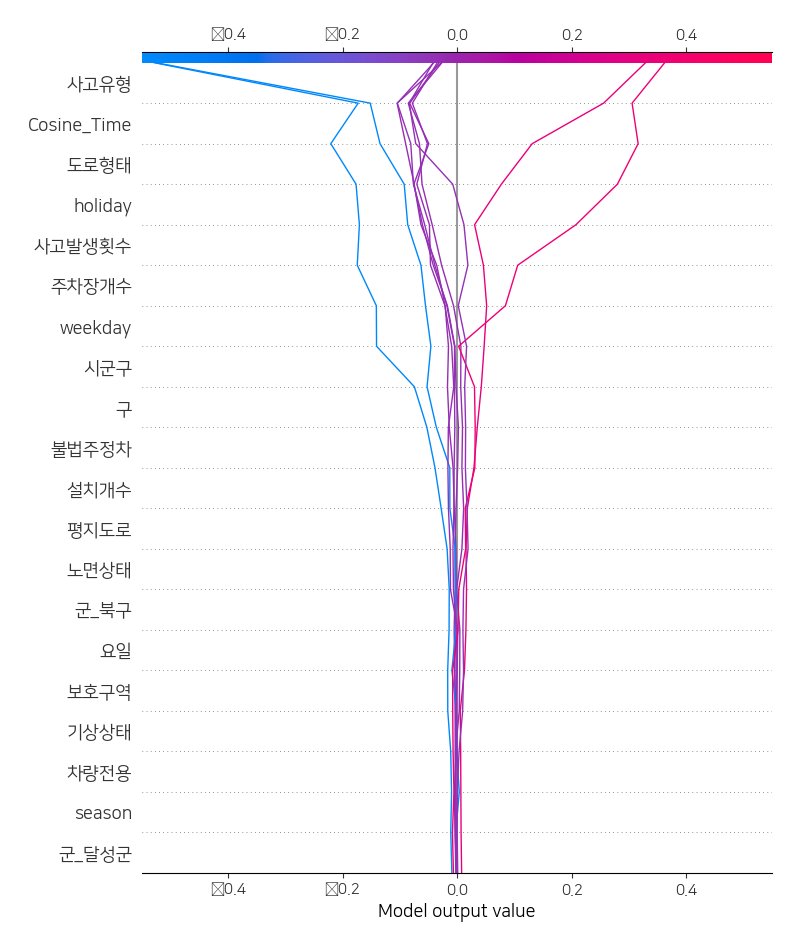 ⊠0.4 ⊠0.2 0.0 0.2 0.4
사고유형
Cosine_Time
도로형태
holiday
사고발생횟수
주차장개수
weekday
시군구
구
불법주정차
설치개수
평지도로
노면상태
군_북구
요일
보호구역
기상상태
차량전용
season
군_달성군
⊠0.4 ⊠0.2 0.0 0.2 0.4
Model output value